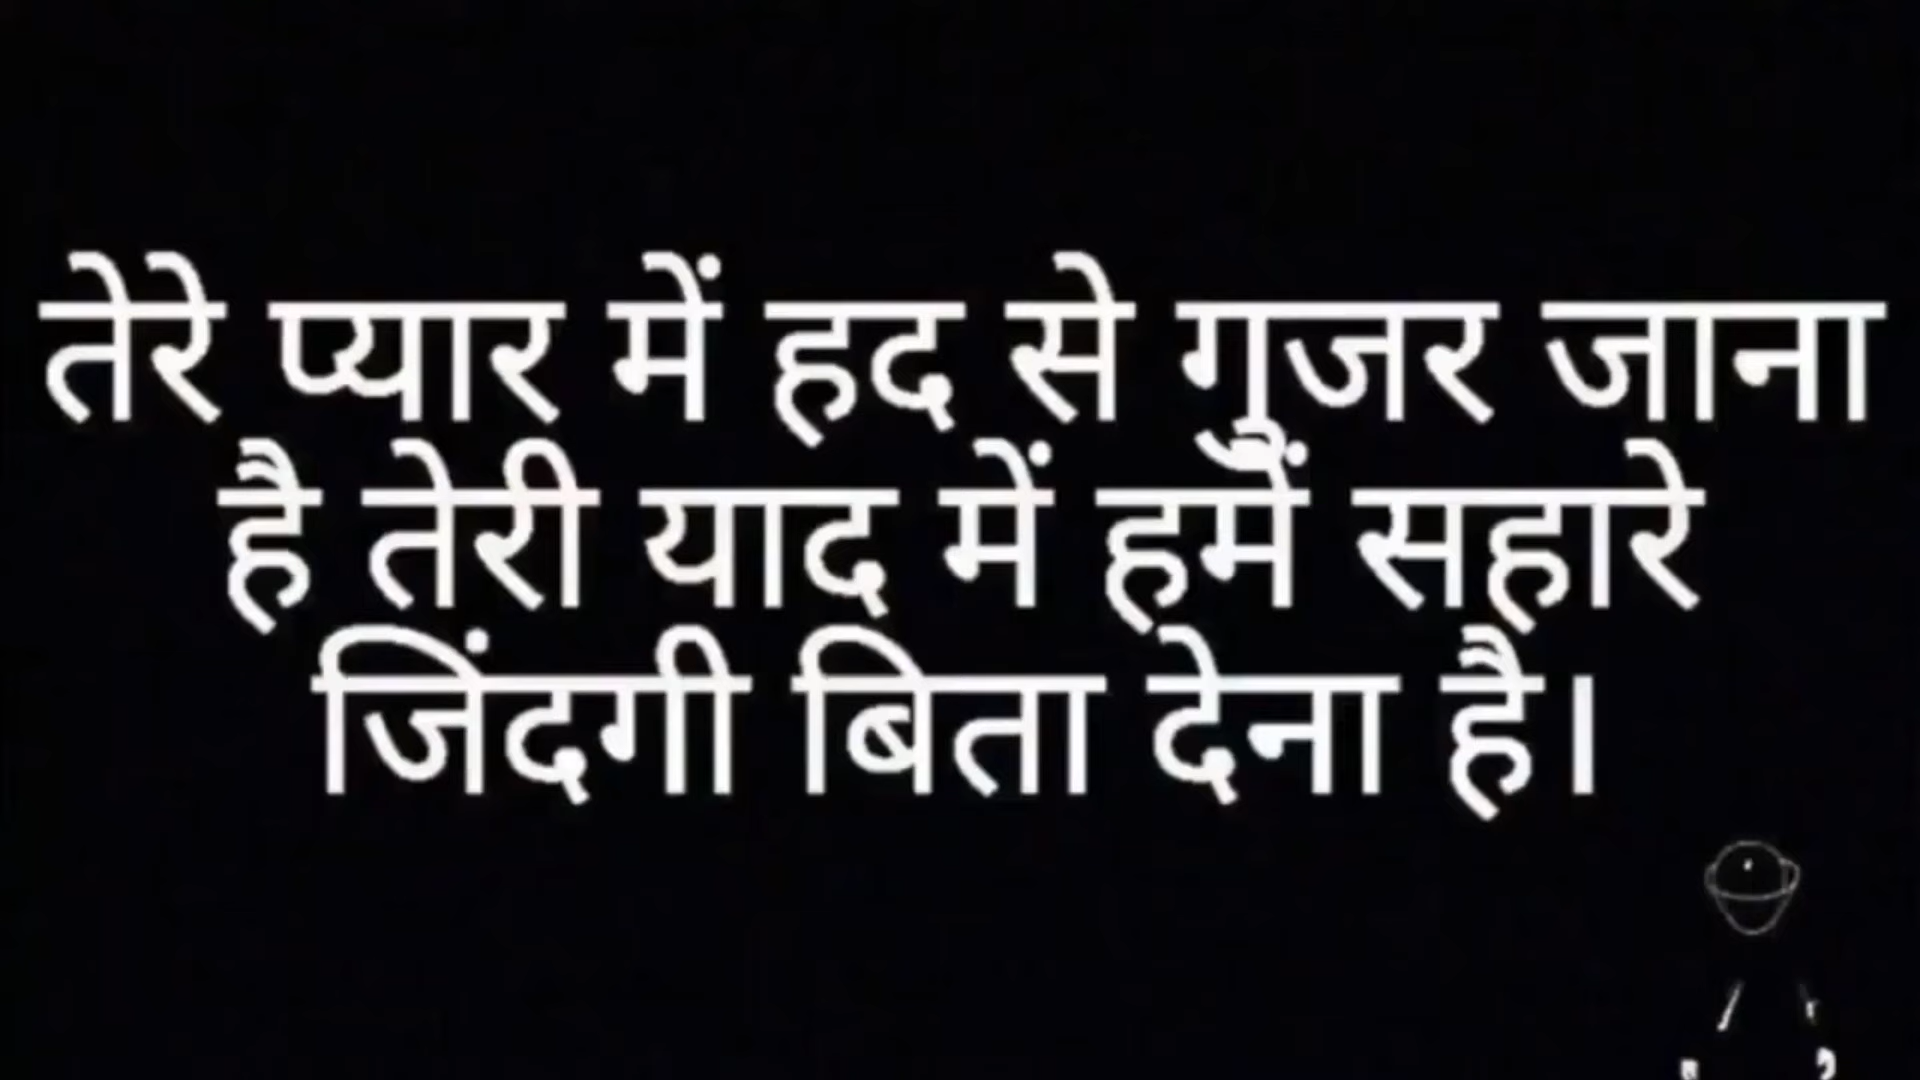 तेरे प्यार में हद से गुजर जाना
है तेरी याद में हमें सहारे
जिंदगी बिता देना है।